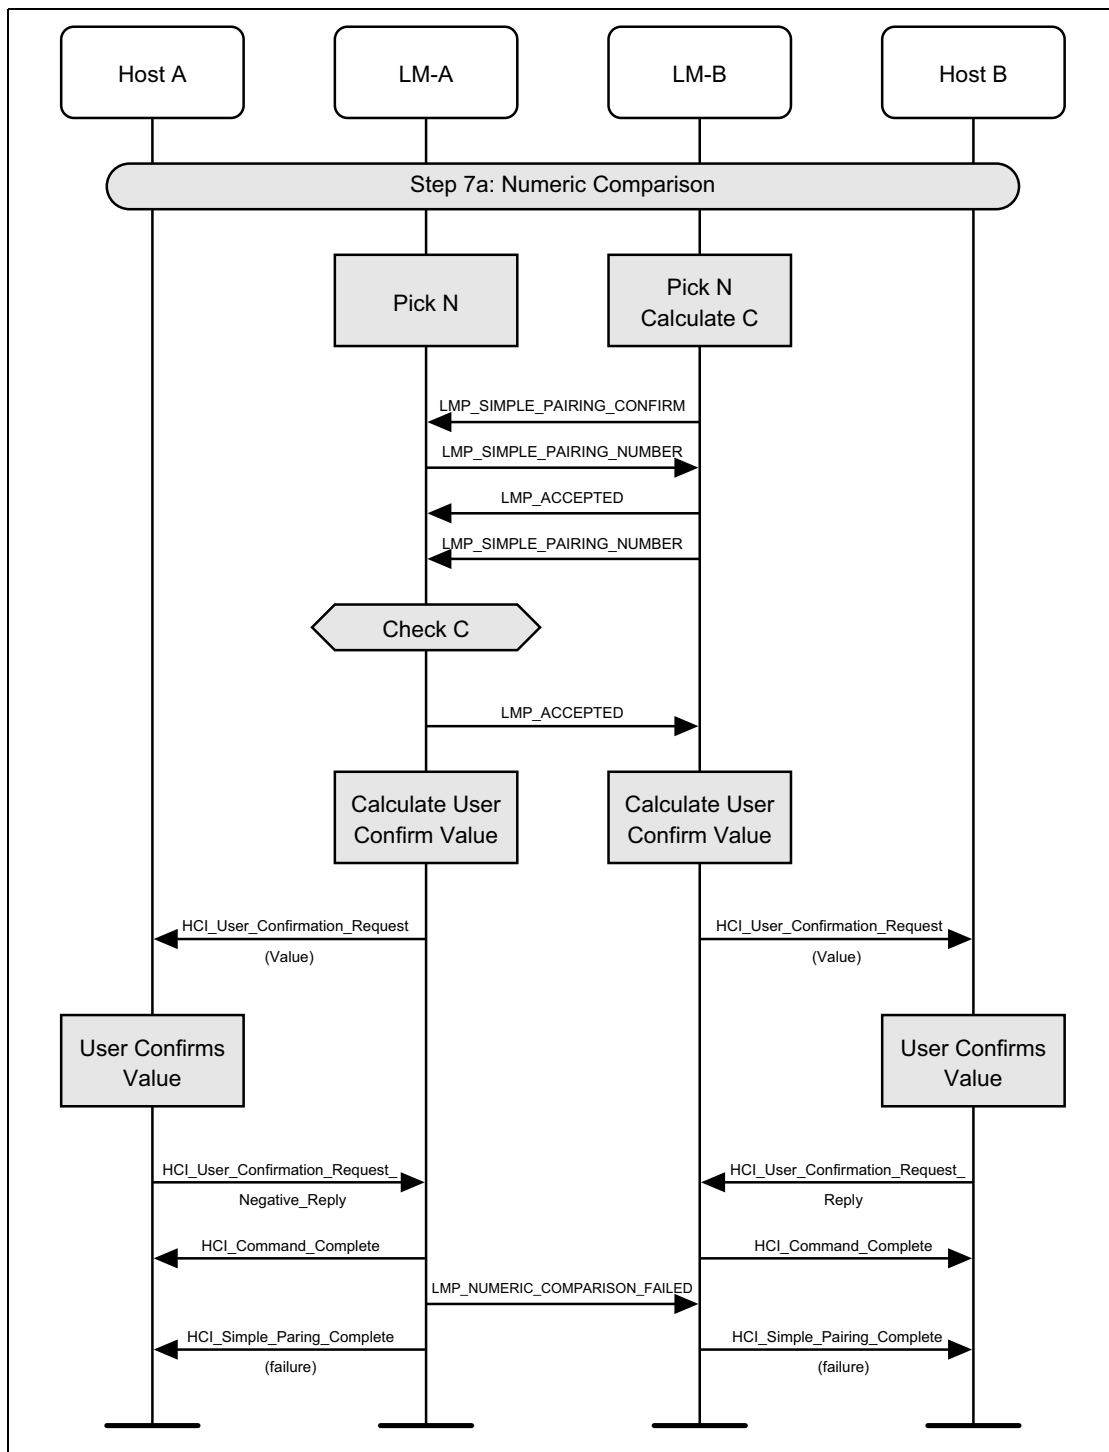 Host A
LM-A
LM-B
Host B
Step 7a: Numeric Comparison
Pick N
Pick N
Calculate C
LMP_SIMPLE_PAIRING_CONFIRM
LMP_SIMPLE_PAIRING_NUMBER
LMP_ACCEPTED
LMP_SIMPLE_PAIRING_NUMBER
Check C
LMP_ACCEPTED
Calculate User
Confirm Value
Calculate User
Confirm Value
HCI_User_Confirmation_Request
(Value)
HCI_User_Confirmation_Request
(Value)
User Confirms
Value
User Confirms
Value
HCI_User_Confirmation_Request_
Negative_Reply
HCI_User_Confirmation_Request_
Reply
HCI_Command_Complete
HCI_Command_Complete
LMP_NUMERIC_COMPARISON_FAILED
HCI_Simple_Paring_Complete
(failure)
HCI_Simple_Pairing_Complete
(failure)